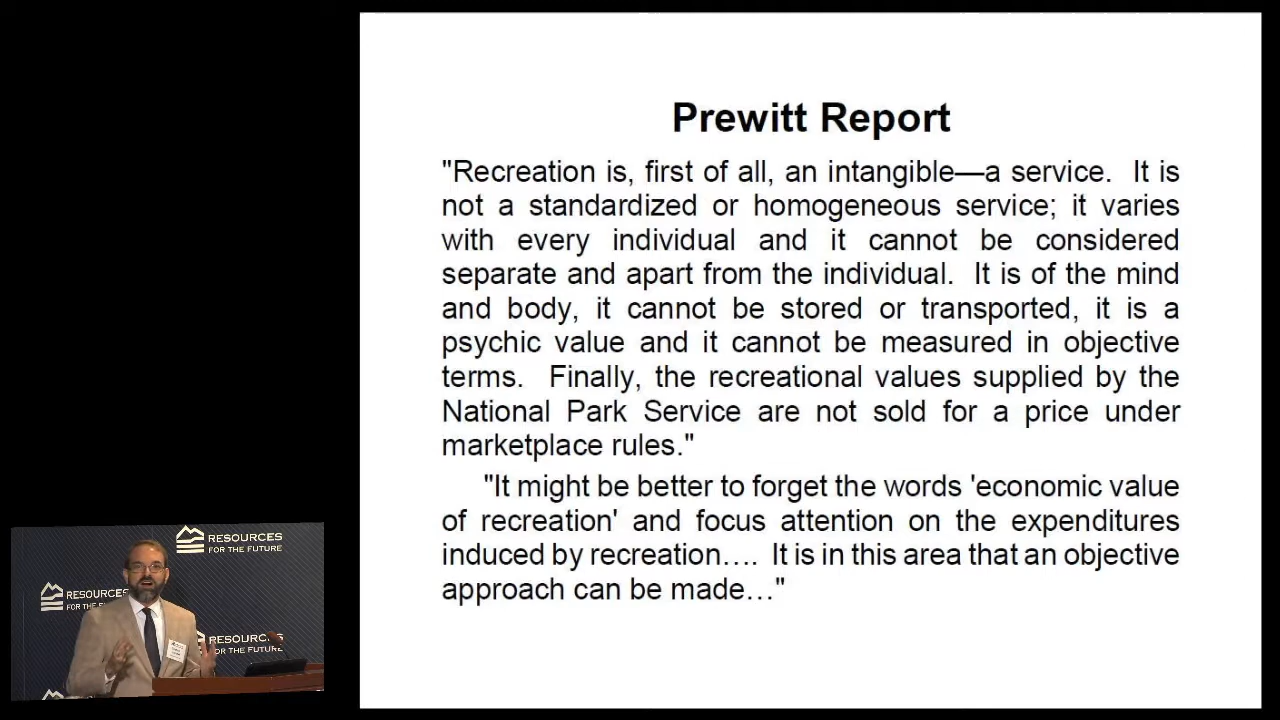 Prewitt Report
"Recreation is, first of all, an intangible—a service. It is
not a standardized or homogeneous service; it varies
with every individual and it cannot be considered
separate and apart from the individual. It is of the mind
and body, it cannot be stored or transported, it is a
psychic value and it cannot be measured in objective
terms. Finally, the recreational values supplied by the
National Park Service are not sold for a price under
marketplace rules."
"It might be better to forget the words 'economic value
of recreation' and focus attention on the expenditures
induced by recreation…. It is in this area that an objective
approach can be made…"
RESOURCES
FOR THE FUTURE
RESOURCES
FOR THE
RESOURCES
FOR THE FUTURE